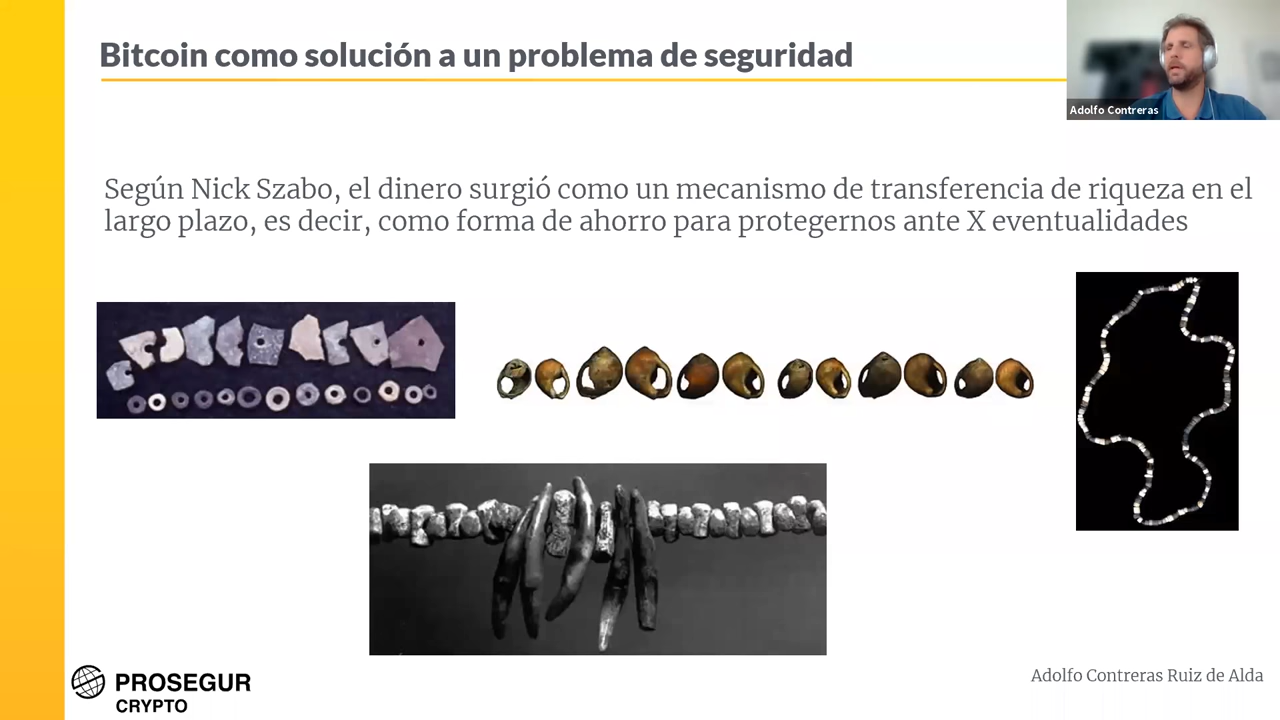 Bitcoin como solución a un problema de seguridad
Adolfo Contreras
Según Nick Szabo, el dinero surgió como un mecanismo de transferencia de riqueza en el
largo plazo, es decir, como forma de ahorro para protegernos ante X eventualidades
PROSEGUR
CRYPTO
Adolfo Contreras Ruiz de Alda